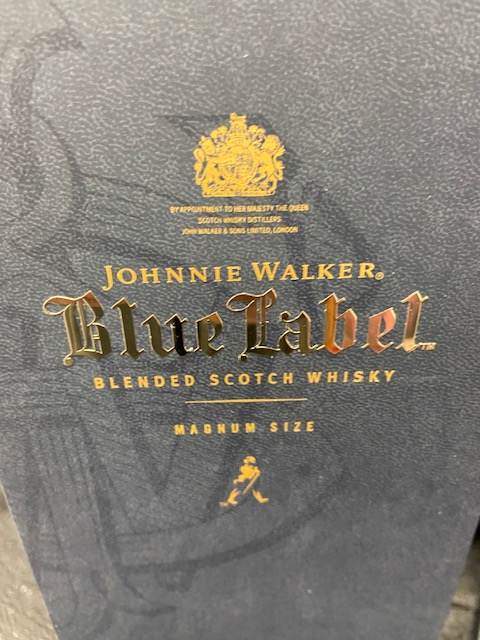 BY APPOINTMENT TO HER MAJESTY THE QUEEN
SCOTCH WHISKY DISTILLERS
JOHN WALKER & SONS LIMITED, LONDON
JOHNNIE WALKER®
Blue Label™
BLENDED SCOTCH WHISKY
MAGNUM SIZE